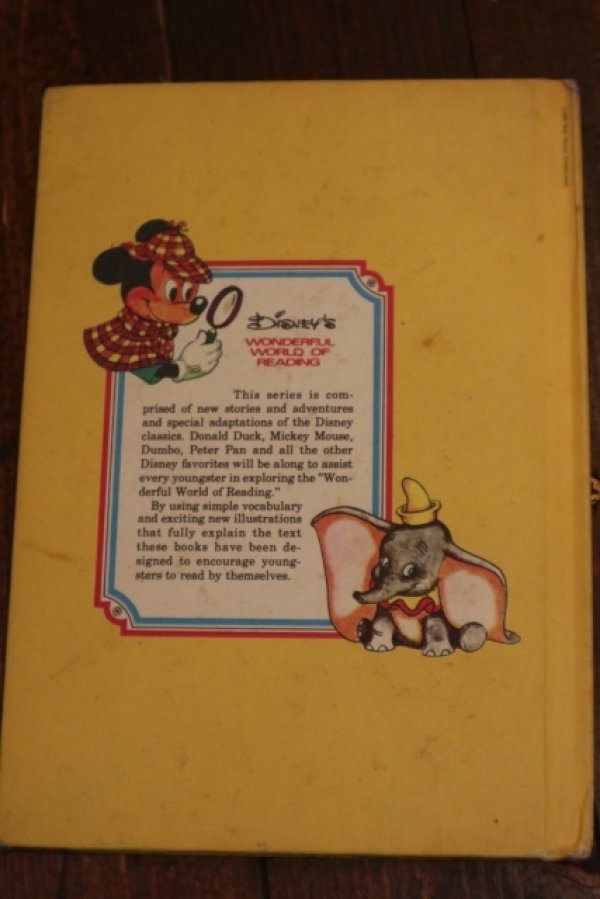 DISNEY'S
WONDERFUL
WORLD OF
READING
This series is com-
prised of new stories and adventures
and special adaptations of the Disney
classics. Donald Duck, Mickey Mouse,
Dumbo, Peter Pan and all the other
Disney favorites will be along to assist
every youngster in exploring the "Won-
derful World of Reading."
By using simple vocabulary
and exciting new illustrations
that fully explain the text
these books have been de-
signed to encourage young-
sters to read by themselves.